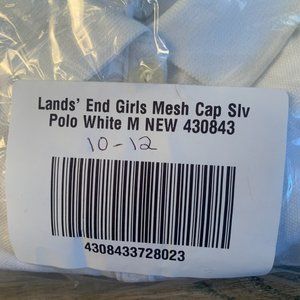 Lands' End Girls Mesh Cap Slv
Polo White M NEW 430843
10-12
4308433728023